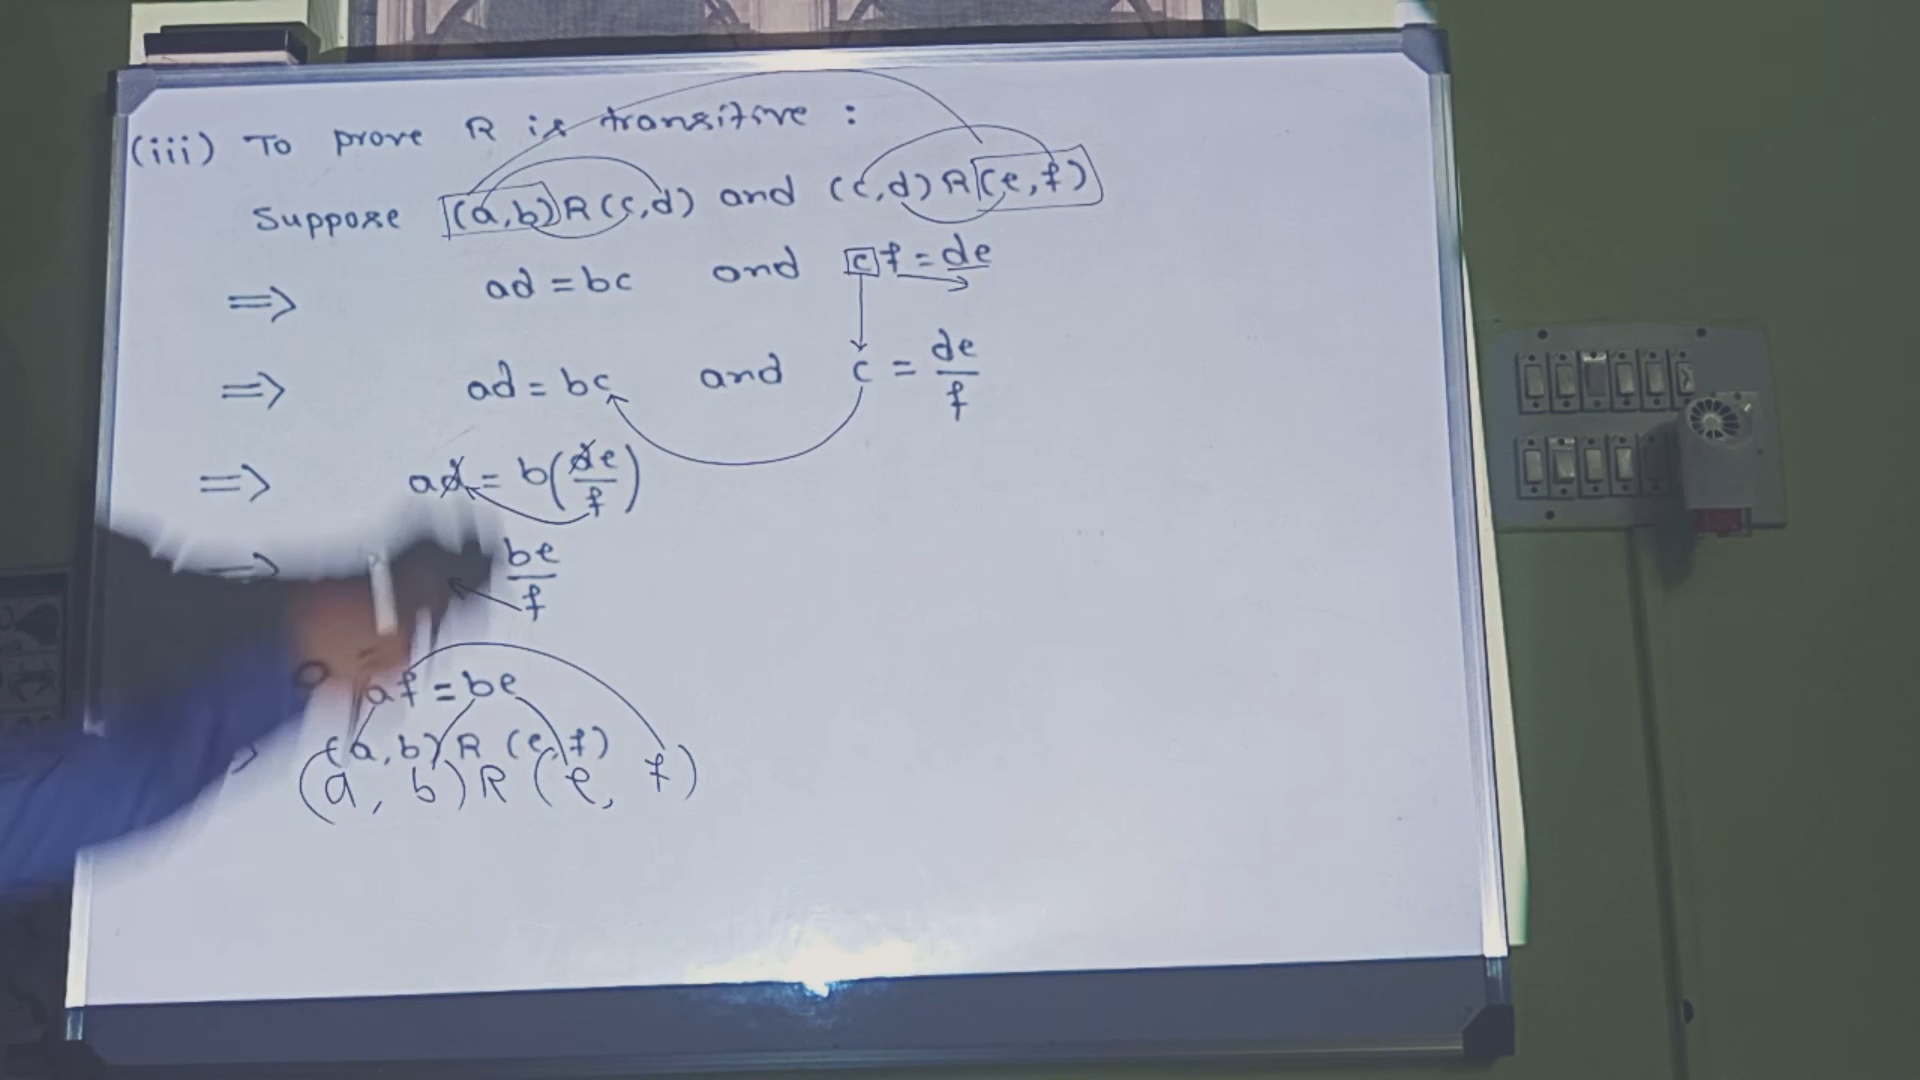 (iii) To prove R is transitive :
Suppose (a,b)R(c,d) and (c,d)R(e,f)
=> ad = bc and cf = de
=> ad = bc and c = de/f
=> ad = b(de/f)
=> be/f
af = be
(a,b)R(e,f)
(a, b)R(e, f)